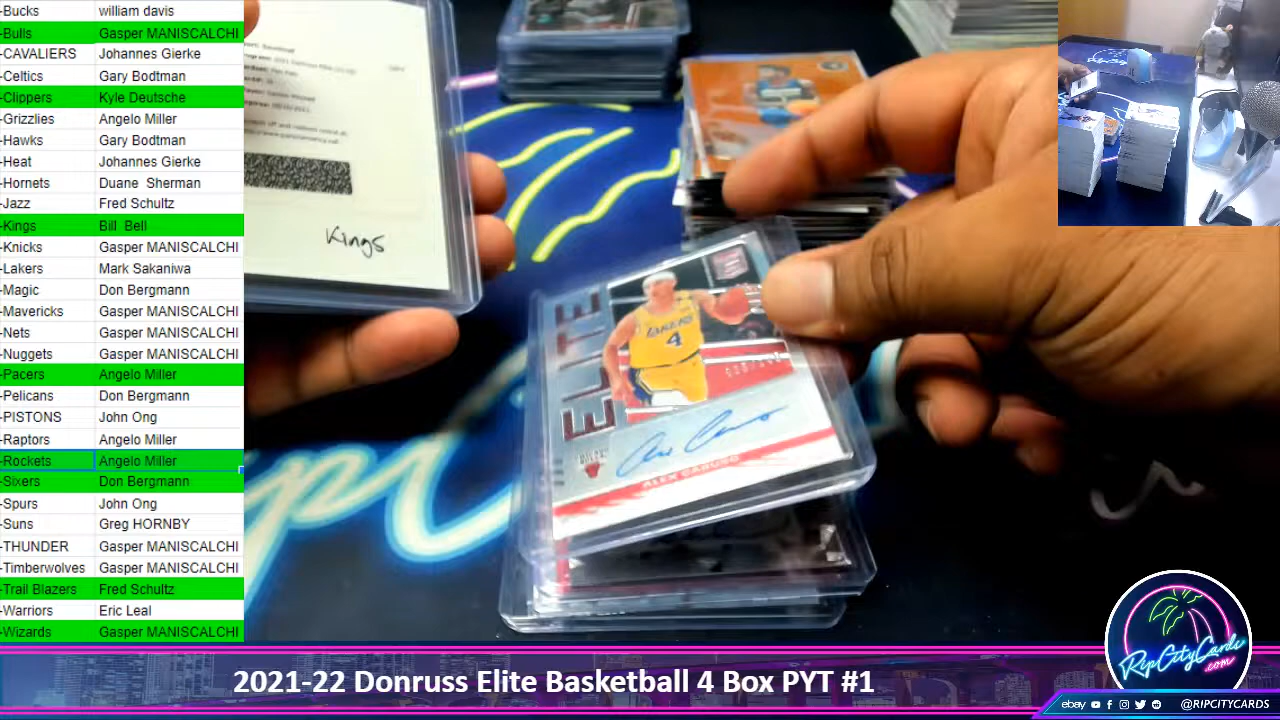 -Bucks william davis
-Bulls Gasper MANISCALCHI
-CAVALIERS Johannes Gierke
-Celtics Gary Bodtman
-Clippers Kyle Deutsche
-Grizzlies Angelo Miller
-Hawks Gary Bodtman
-Heat Johannes Gierke
-Hornets Duane Sherman
-Jazz Fred Schultz
-Kings Bill Bell
-Knicks Gasper MANISCALCHI
-Lakers Mark Sakaniwa
-Magic Don Bergmann
-Mavericks Gasper MANISCALCHI
-Nets Gasper MANISCALCHI
-Nuggets Gasper MANISCALCHI
-Pacers Angelo Miller
-Pelicans Don Bergmann
-PISTONS John Ong
-Raptors Angelo Miller
-Rockets Angelo Miller
-Sixers Don Bergmann
-Spurs John Ong
-Suns Greg HORNBY
-THUNDER Gasper MANISCALCHI
-Timberwolves Gasper MANISCALCHI
-Trail Blazers Fred Schultz
-Warriors Eric Leal
-Wizards Gasper MANISCALCHI
Kings
ELITE
LAKERS
4
ALEX CARUSO
RipCityCards
.com
2021-22 Donruss Elite Basketball 4 Box PYT #1
ebay @RIPCITYCARDS